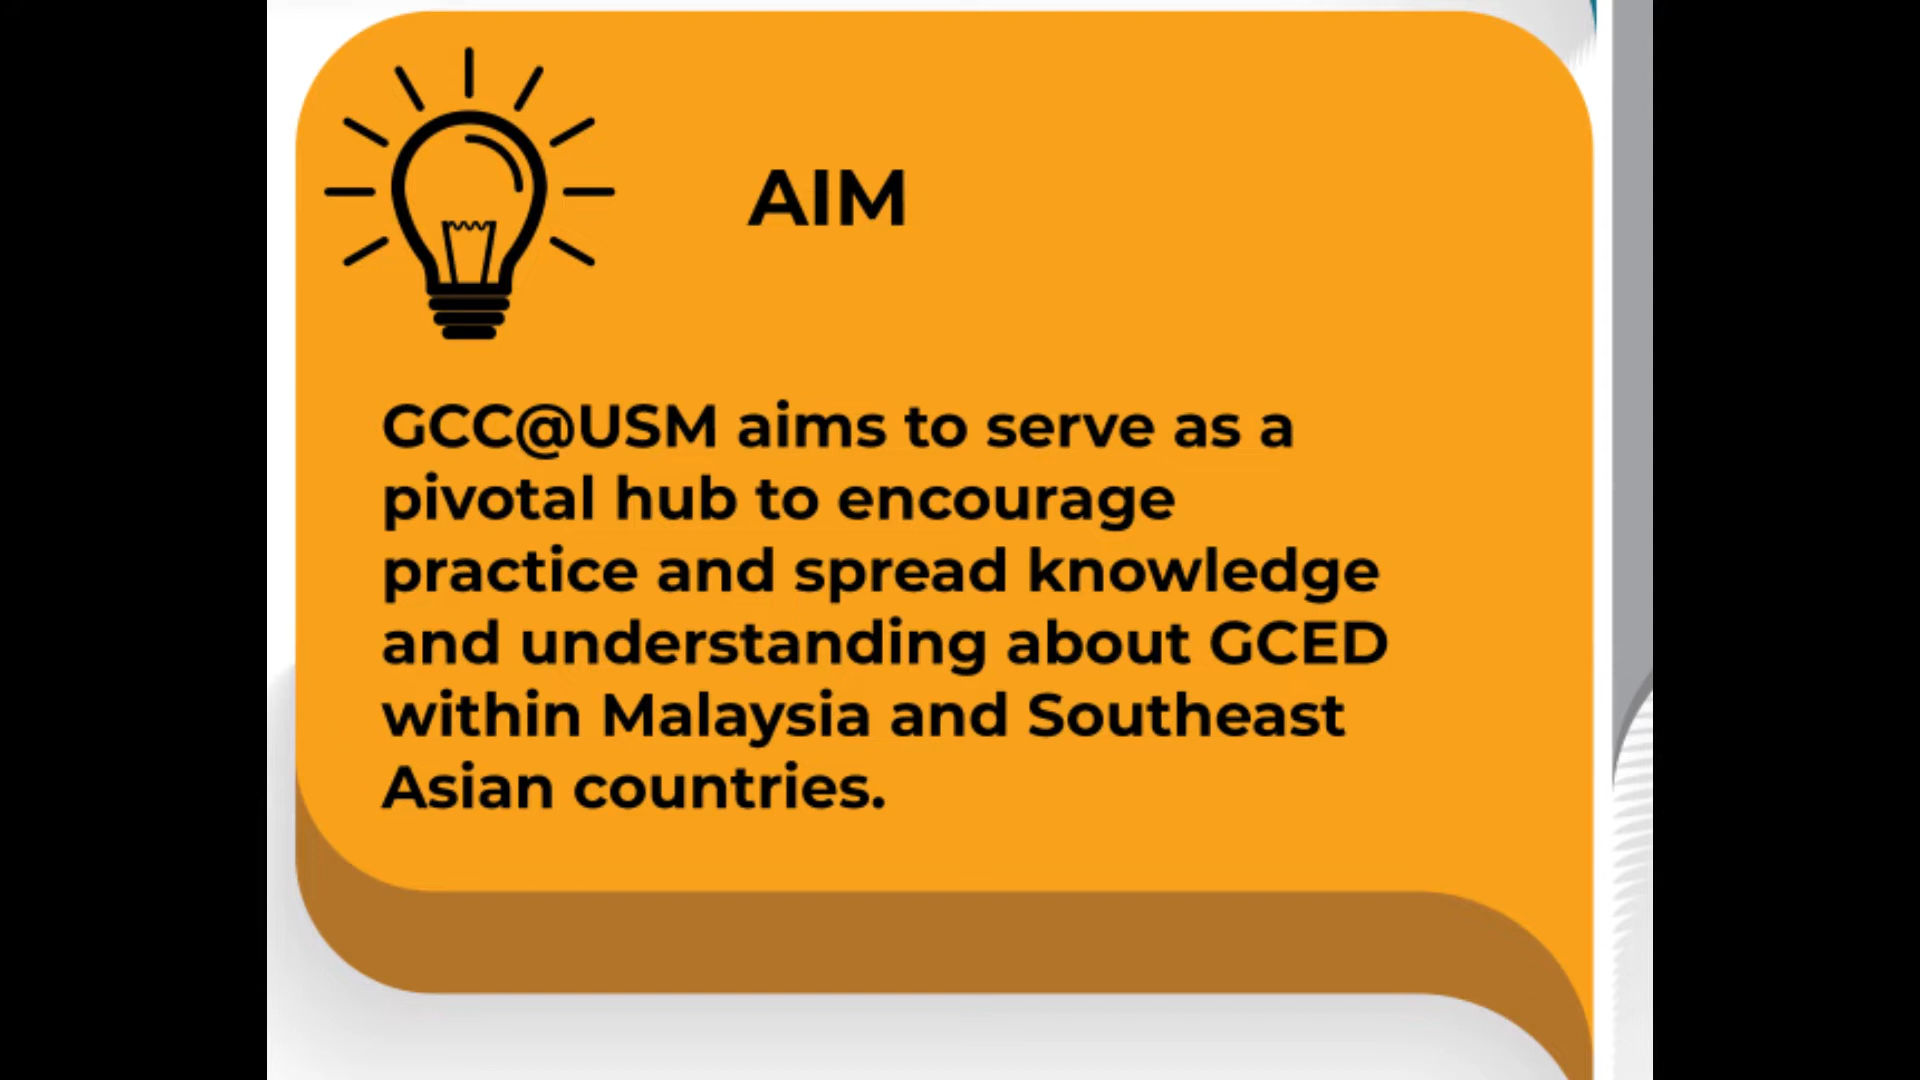 AIM
GCC@USM aims to serve as a
pivotal hub to encourage
practice and spread knowledge
and understanding about GCED
within Malaysia and Southeast
Asian countries.